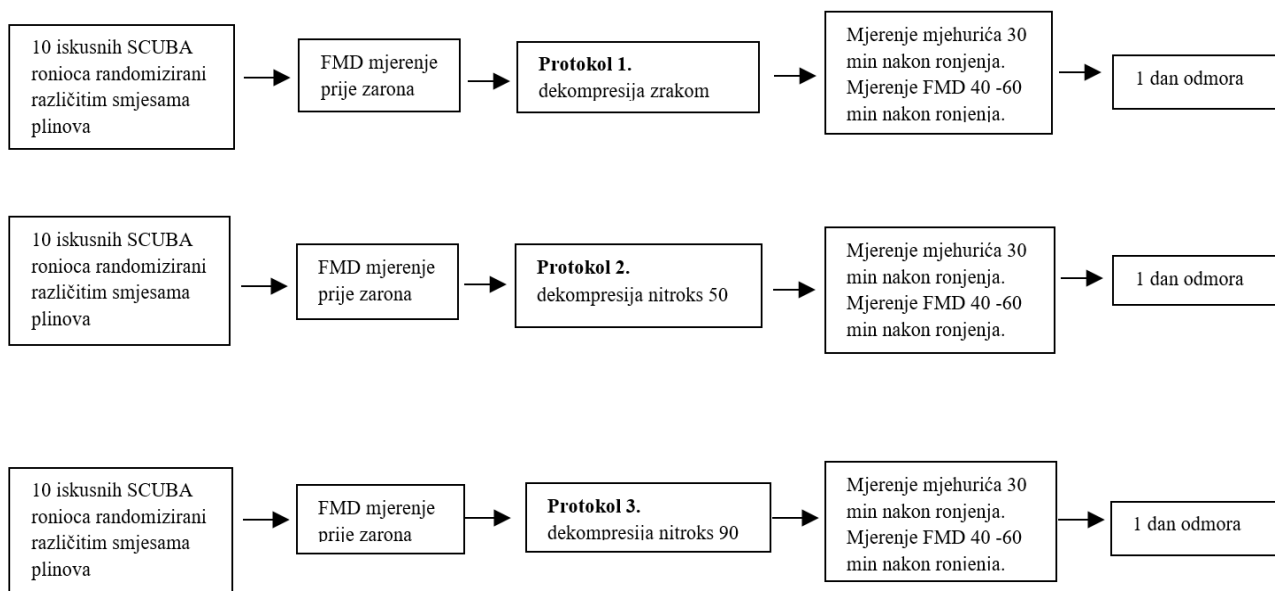 10 iskusnih SCUBA
ronioca randomizirani
različitim smjesama
plinova
FMD mjerenje
prije zarona
Protokol 1.
dekompresija zrakom
Mjerenje mjehurića 30
min nakon ronjenja.
Mjerenje FMD 40 -60
min nakon ronjenja.
1 dan odmora
10 iskusnih SCUBA
ronioca randomizirani
različitim smjesama
plinova
FMD mjerenje
prije zarona
Protokol 2.
dekompresija nitroks 50
Mjerenje mjehurića 30
min nakon ronjenja.
Mjerenje FMD 40 -60
min nakon ronjenja.
1 dan odmora
10 iskusnih SCUBA
ronioca randomizirani
različitim smjesama
plinova
FMD mjerenje
prije zarona
Protokol 3.
dekompresija nitroks 90
Mjerenje mjehurića 30
min nakon ronjenja.
Mjerenje FMD 40 -60
min nakon ronjenja.
1 dan odmora